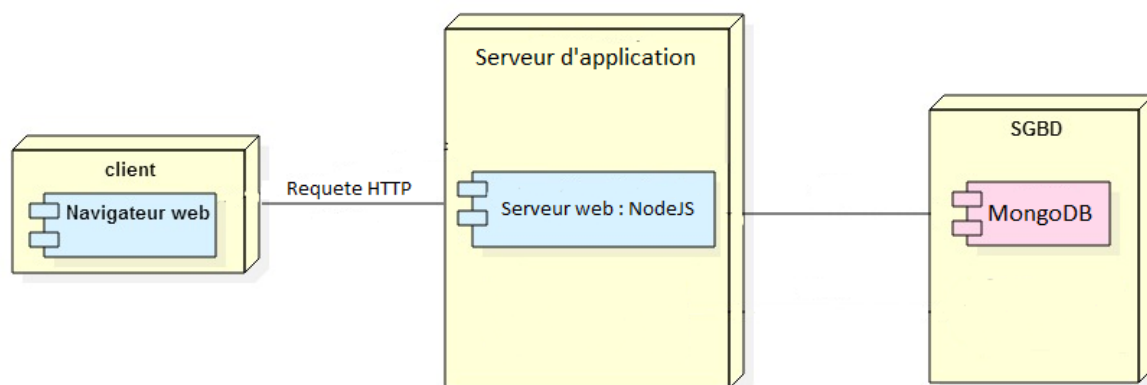 client
Navigateur web
Requete HTTP
Serveur d'application
Serveur web : NodeJS
SGBD
MongoDB